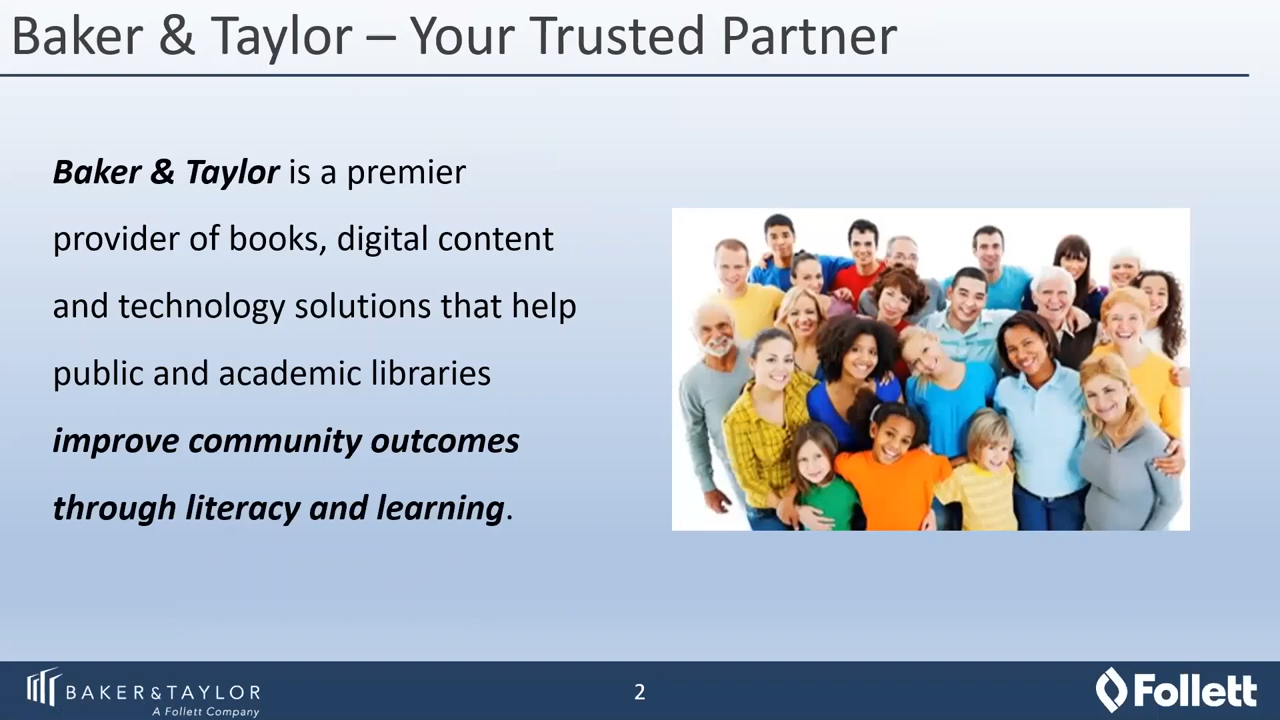 Baker & Taylor – Your Trusted Partner
Baker & Taylor is a premier
provider of books, digital content
and technology solutions that help
public and academic libraries
improve community outcomes
through literacy and learning.
BAKER & TAYLOR
A Follett Company
2
Follett